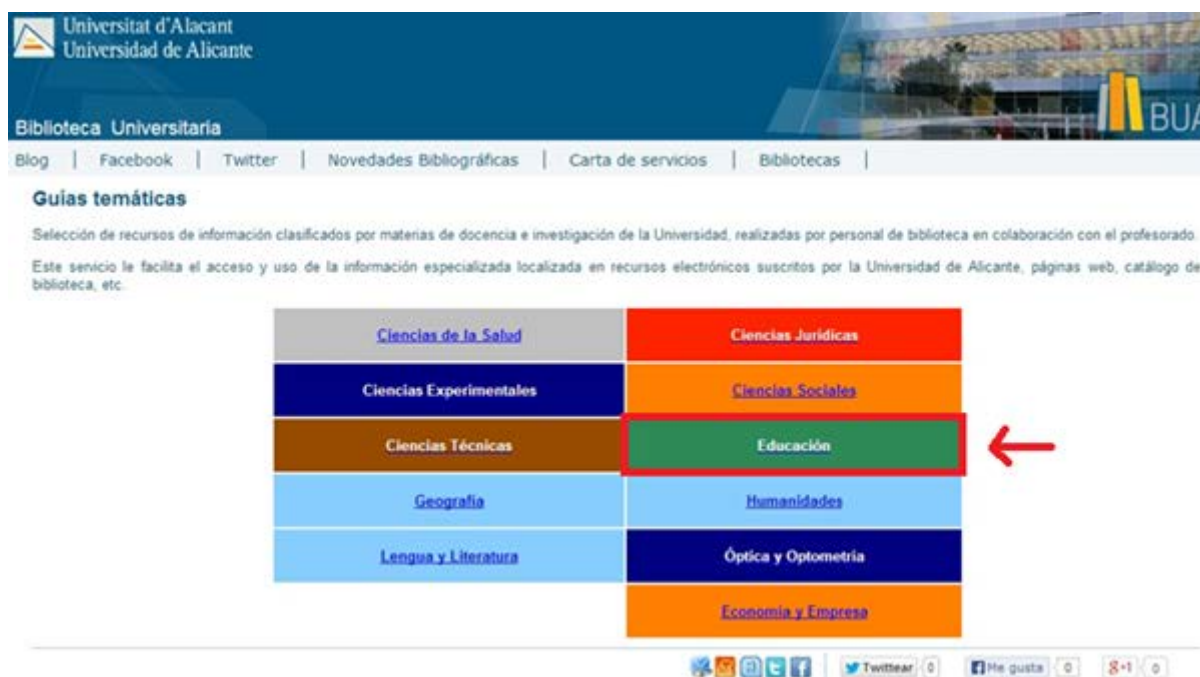 Universitat d'Alacant
Universidad de Alicante
Biblioteca Universitaria
BUA
Blog | Facebook | Twitter | Novedades Bibliográficas | Carta de servicios | Bibliotecas |
Guías temáticas
Selección de recursos de información clasificados por materias de docencia e investigación de la Universidad, realizadas por personal de biblioteca en colaboración con el profesorado.
Este servicio le facilita el acceso y uso de la información especializada localizada en recursos electrónicos suscritos por la Universidad de Alicante, páginas web, catálogo de
biblioteca, etc.
Ciencias de la Salud
Ciencias Jurídicas
Ciencias Experimentales
Ciencias Sociales
Ciencias Técnicas
Educación
Geografía
Humanidades
Lengua y Literatura
Óptica y Optometría
Economía y Empresa
Twittear 0 Me gusta 0 g+1 0